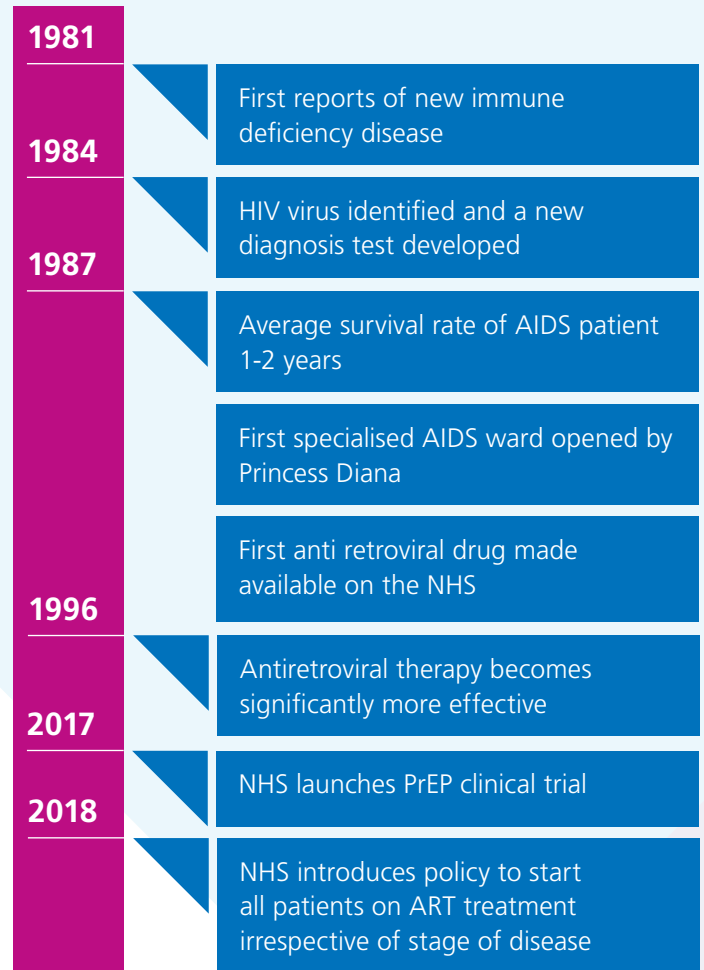 1981
First reports of new immune
deficiency disease
1984
HIV virus identified and a new
diagnosis test developed
1987
Average survival rate of AIDS patient
1-2 years
First specialised AIDS ward opened by
Princess Diana
First anti retroviral drug made
available on the NHS
1996
Antiretroviral therapy becomes
significantly more effective
2017
NHS launches PrEP clinical trial
2018
NHS introduces policy to start
all patients on ART treatment
irrespective of stage of disease